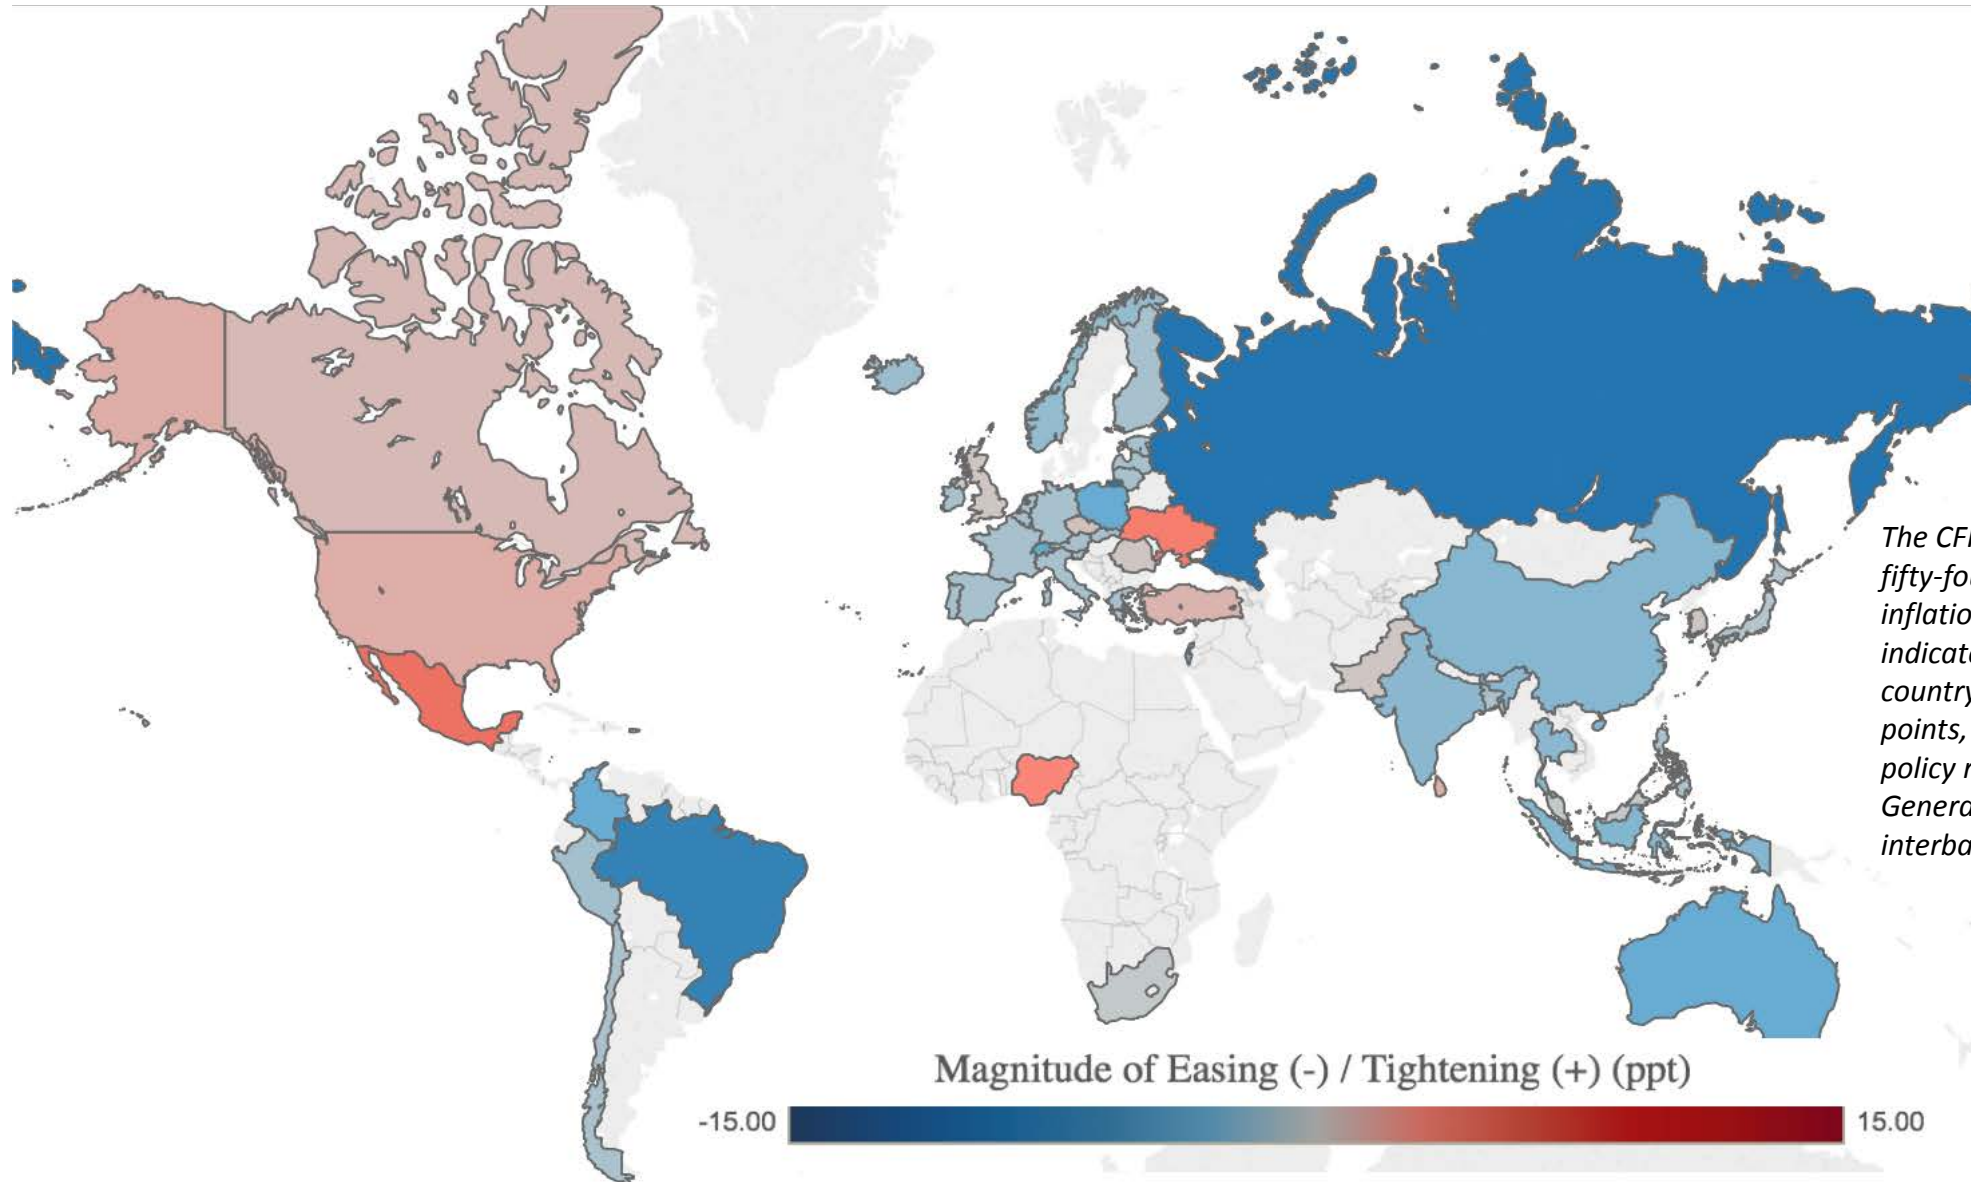 The CF
fifty-fou
inflatio
indicat
country
points,
policy r
Genera
interba
Magnitude of Easing (-) / Tightening (+) (ppt)
-15.00
15.00